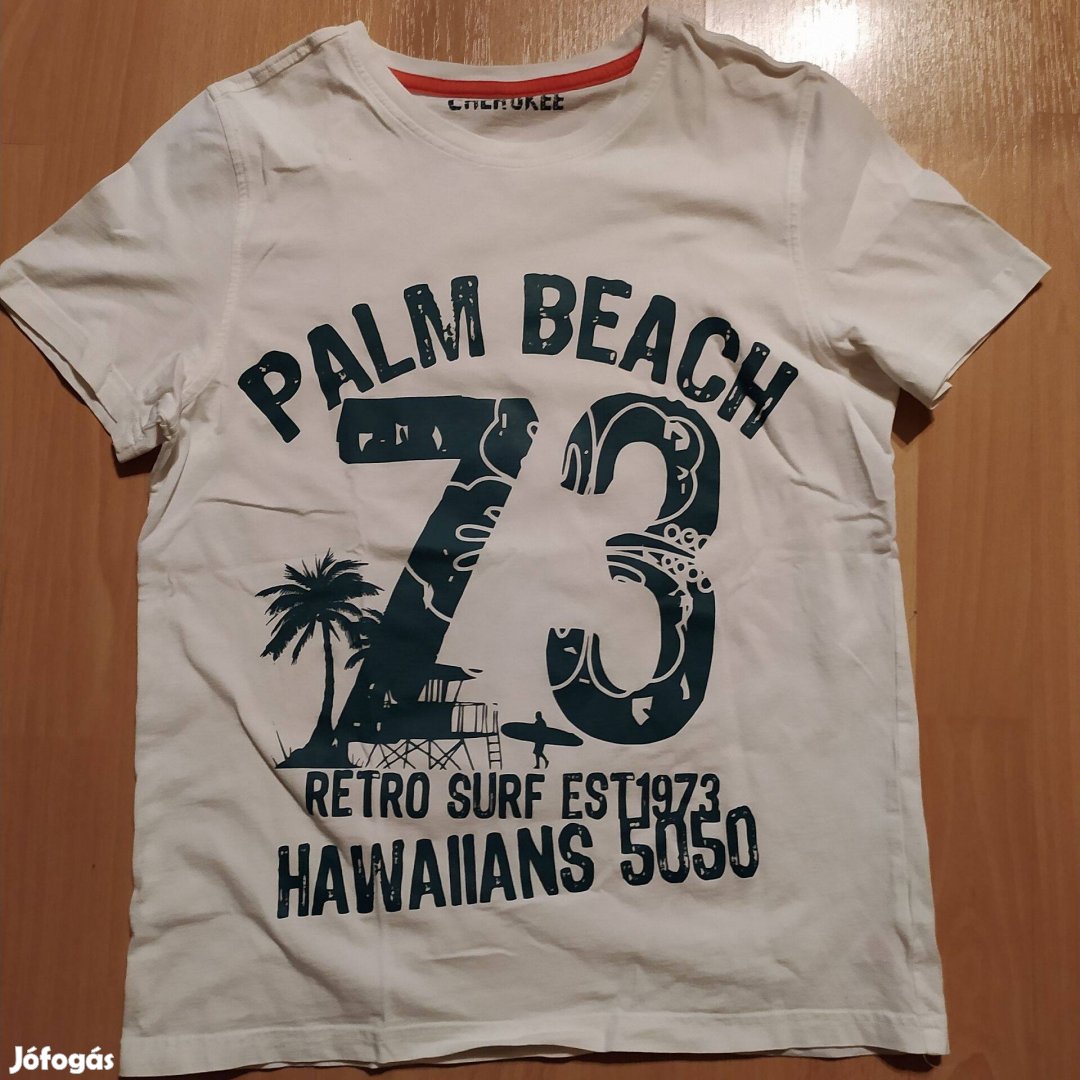 CHEROKEE
PALM BEACH
73
RETRO SURF EST1973
HAWAIIANS 5050
Jófogás